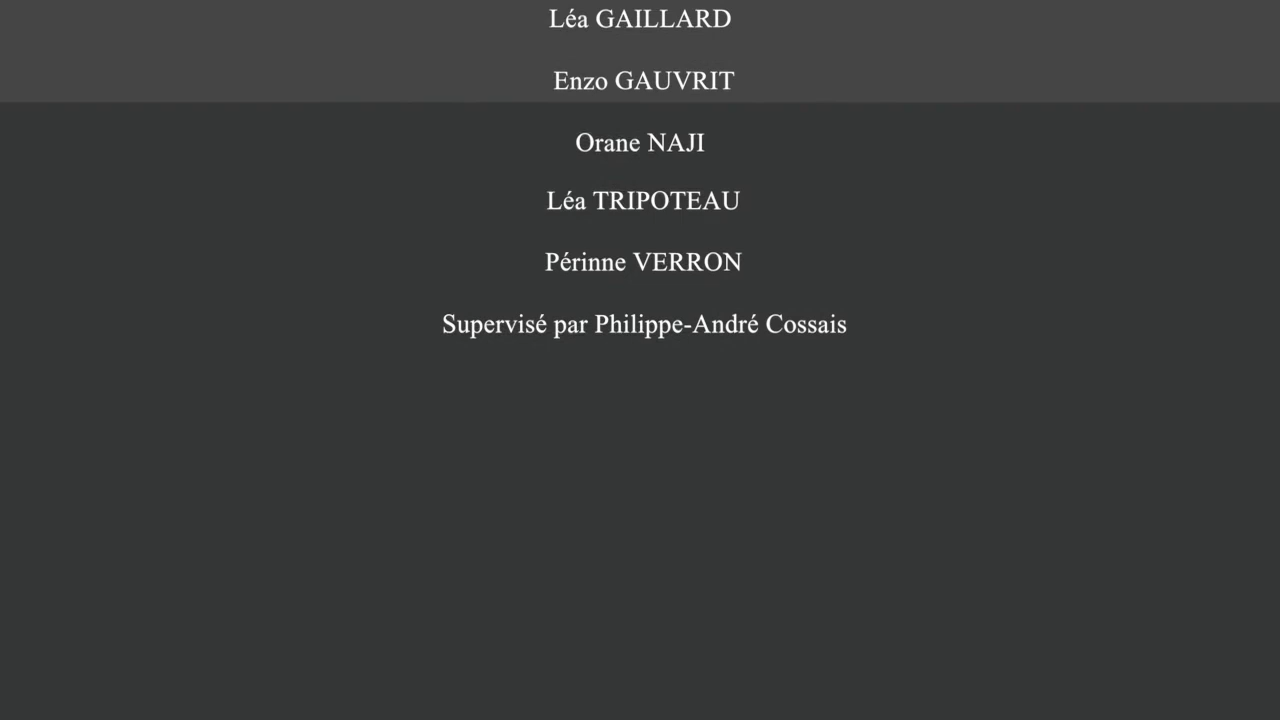 Léa GAILLARD
Enzo GAUVRIT
Orane NAJI
Léa TRIPOTEAU
Périnne VERRON
Supervisé par Philippe-André Cossais